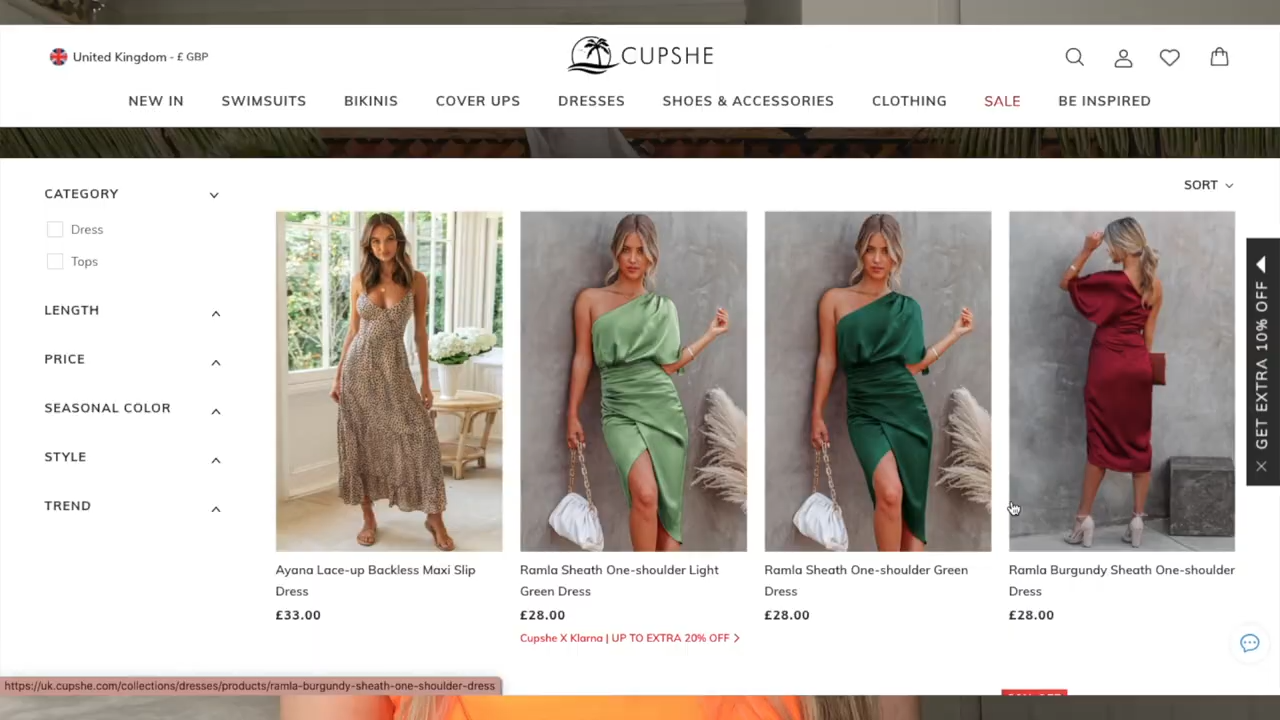 United Kingdom - £ GBP
CUPSHE
NEW IN SWIMSUITS BIKINIS COVER UPS DRESSES SHOES & ACCESSORIES CLOTHING SALE BE INSPIRED
SORT
CATEGORY
Dress
Tops
LENGTH
PRICE
SEASONAL COLOR
STYLE
TREND
Ayana Lace-up Backless Maxi Slip
Dress
£33.00
Ramla Sheath One-shoulder Light
Green Dress
£28.00
Cupshe X Klarna | UP TO EXTRA 20% OFF >
Ramla Sheath One-shoulder Green
Dress
£28.00
Ramla Burgundy Sheath One-shoulder
Dress
£28.00
GET EXTRA 10% OFF
https://uk.cupshe.com/collections/dresses/products/ramla-burgundy-sheath-one-shoulder-dress